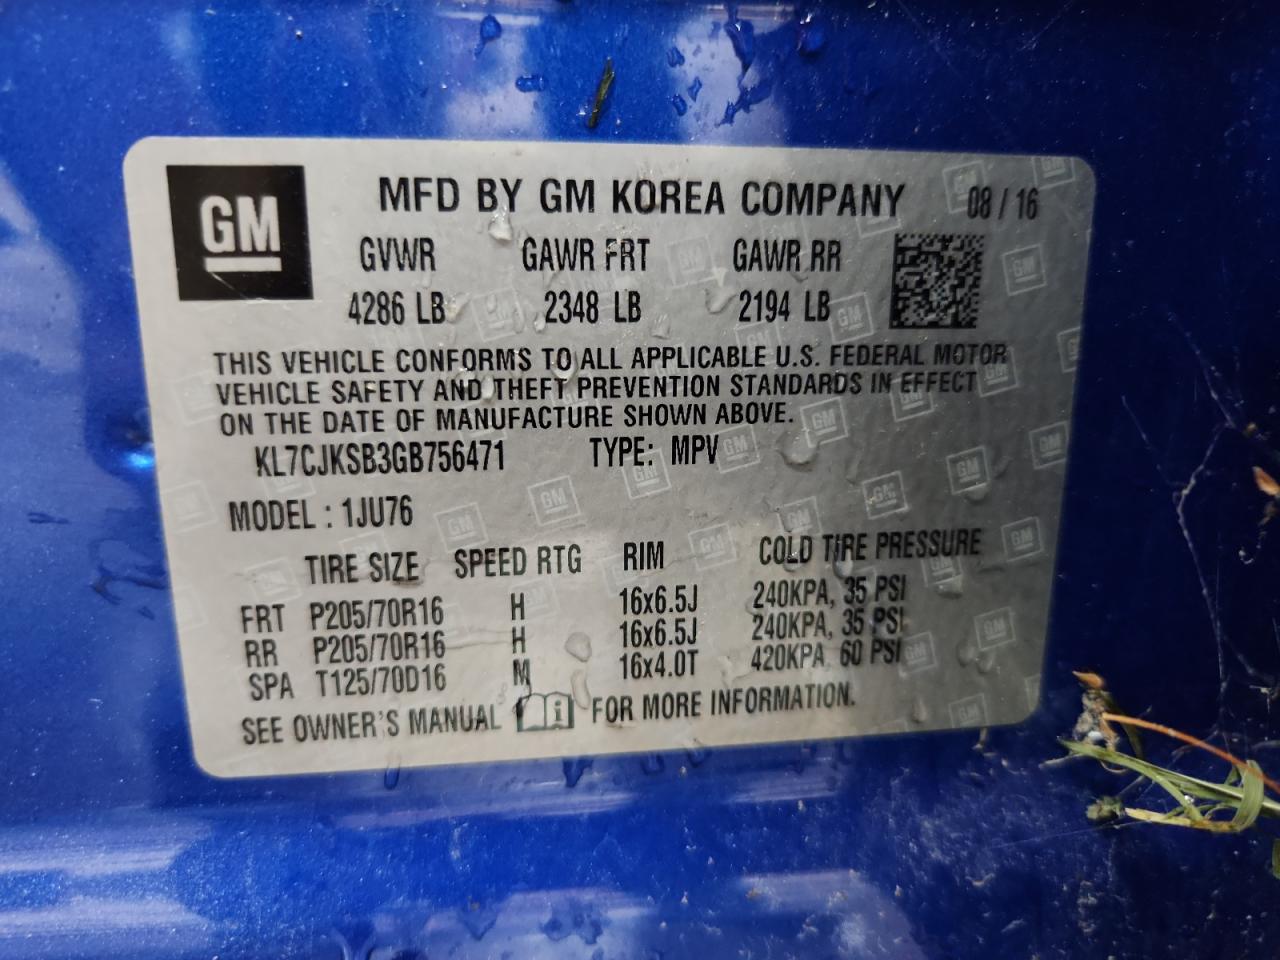 GM
MFD BY GM KOREA COMPANY 08 / 16
GVWR GAWR FRT GAWR RR
4286 LB 2348 LB 2194 LB
THIS VEHICLE CONFORMS TO ALL APPLICABLE U.S. FEDERAL MOTOR
VEHICLE SAFETY AND THEFT PREVENTION STANDARDS IN EFFECT
ON THE DATE OF MANUFACTURE SHOWN ABOVE.
KL7CJKSB3GB756471 TYPE: MPV
MODEL : 1JU76
TIRE SIZE SPEED RTG RIM COLD TIRE PRESSURE
FRT P205/70R16 H 16x6.5J 240KPA, 35 PSI
RR P205/70R16 H 16x6.5J 240KPA, 35 PSI
SPA T125/70D16 M 16x4.0T 420KPA, 60 PSI
SEE OWNER'S MANUAL i FOR MORE INFORMATION.